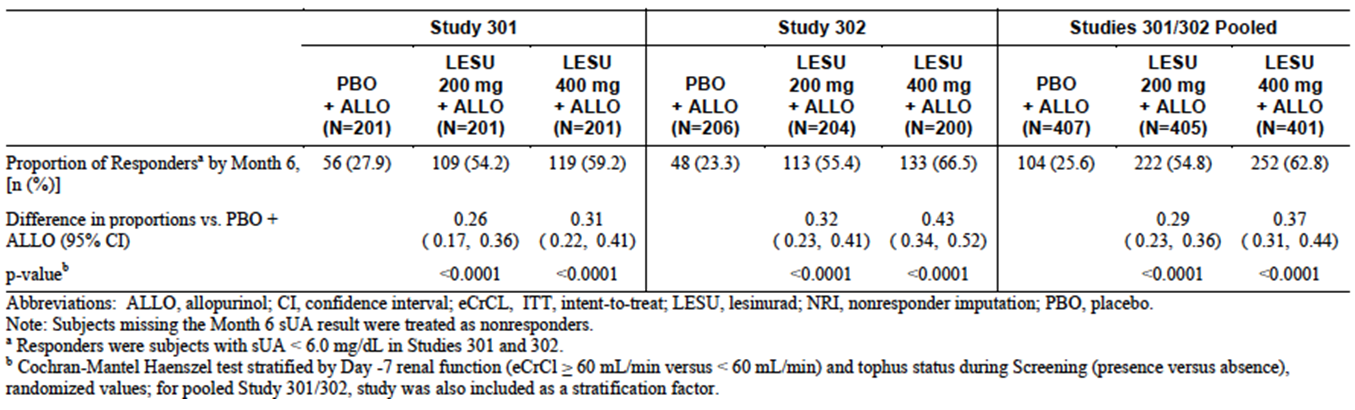 Study 301 Study 302 Studies 301/302 Pooled
PBO + ALLO (N=201) LESU 200 mg + ALLO (N=201) LESU 400 mg + ALLO (N=201) PBO + ALLO (N=206) LESU 200 mg + ALLO (N=204) LESU 400 mg + ALLO (N=200) PBO + ALLO (N=407) LESU 200 mg + ALLO (N=405) LESU 400 mg + ALLO (N=401)
Proportion of Respondersᵃ by Month 6, 56 (27.9) 109 (54.2) 119 (59.2) 48 (23.3) 113 (55.4) 133 (66.5) 104 (25.6) 222 (54.8) 252 (62.8)
[n (%)]
Difference in proportions vs. PBO + 0.26 0.31 0.32 0.43 0.29 0.37
ALLO (95% CI) ( 0.17, 0.36) ( 0.22, 0.41) ( 0.23, 0.41) ( 0.34, 0.52) ( 0.23, 0.36) ( 0.31, 0.44)
p-valueᵇ <0.0001 <0.0001 <0.0001 <0.0001 <0.0001 <0.0001
Abbreviations: ALLO, allopurinol; CI, confidence interval; eCrCL, ITT, intent-to-treat; LESU, lesinurad; NRI, nonresponder imputation; PBO, placebo.
Note: Subjects missing the Month 6 sUA result were treated as nonresponders.
ᵃ Responders were subjects with sUA < 6.0 mg/dL in Studies 301 and 302.
ᵇ Cochran-Mantel Haenszel test stratified by Day -7 renal function (eCrCl ≥ 60 mL/min versus < 60 mL/min) and tophus status during Screening (presence versus absence),
randomized values; for pooled Study 301/302, study was also included as a stratification factor.